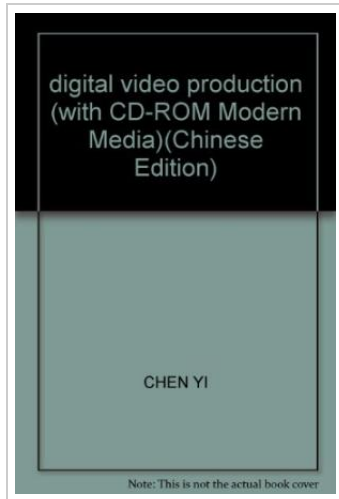 digital video production
(with CD-ROM Modern
Media)(Chinese
Edition)
CHEN YI
Note: This is not the actual book cover